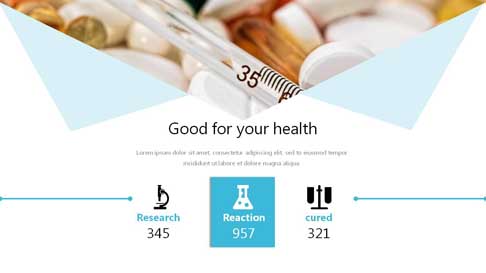 35
Good for your health
Lorem ipsum dolor sit amet, consectetur adipiscing elit, sed to eiusmod tempor
incididunt ut labore et dolore magna aliqua
Research
Reaction
cured
345
957
321